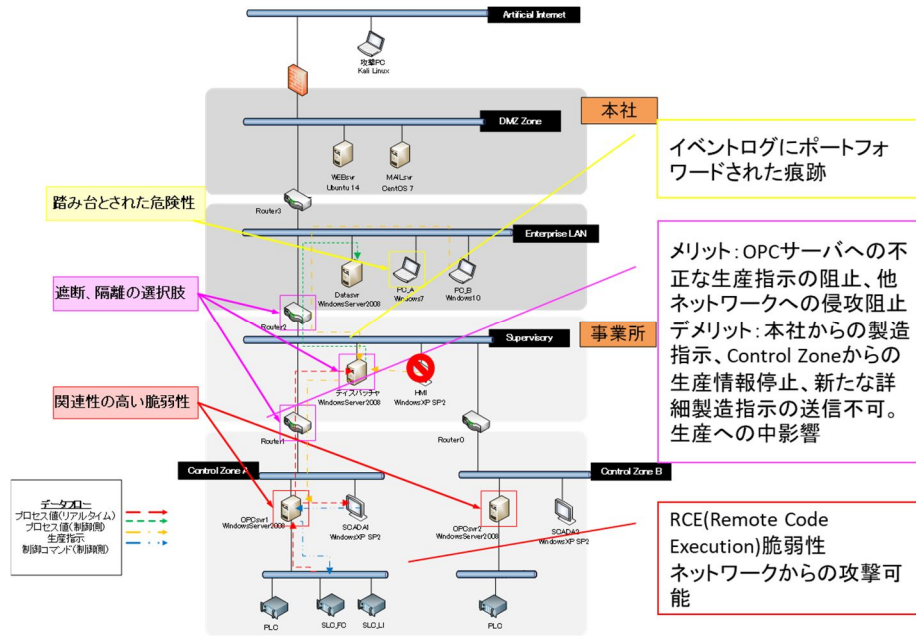 Artificial Internet
攻撃PC
Kali Linux
本社
DMZ Zone
WEBsvr
Ubuntu 14
MAILsvr
CentOS 7
イベントログにポートフォ
ワードされた痕跡
踏み台とされた危険性
Router3
Enterprise LAN
Datasvr
WindowsServer2008
PC_A
Windows7
PC_B
Windows10
遮断、隔離の選択肢
Router2
メリット：OPCサーバへの不
正な生産指示の阻止、他
ネットワークへの侵攻阻止
デメリット：本社からの製造
指示、Control Zoneからの
生産情報停止、新たな詳
細製造指示の送信不可。
生産への中影響
Supervisory
事業所
ディスパッチャ
WindowsServer2008
HMI
WindowsXP SP2
関連性の高い脆弱性
Router1
Router0
Control Zone A
Control Zone B
データフロー
プロセス値(リアルタイム)
プロセス値(制御側)
生産指示
制御コマンド(制御側)
OPCsvr1
WindowsServer2008
SCADA1
WindowsXP SP2
OPCsvr2
WindowsServer2008
SCADA2
WindowsXP SP2
RCE(Remote Code
Execution)脆弱性
ネットワークからの攻撃可
能
PLC
SLC_FC
SLC_LI
PLC